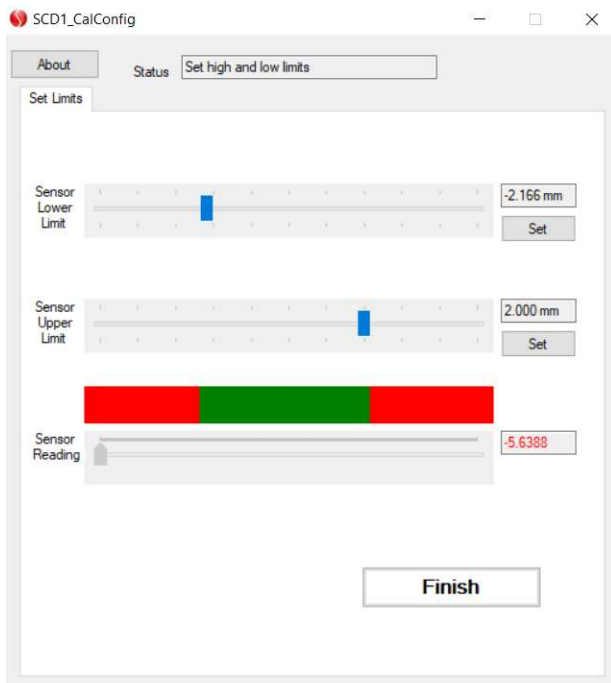 SCD1_CalConfig
About
Status
Set high and low limits
Set Limits
Sensor
Lower
Limit
-2.166 mm
Set
Sensor
Upper
Limit
2.000 mm
Set
Sensor
Reading
-5.6388
Finish